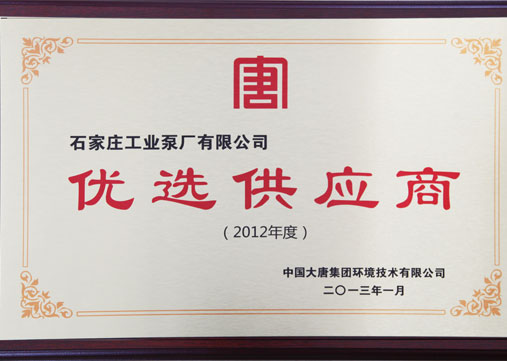 唐
石家庄工业泵厂有限公司
优选供应商
（2012年度）
中国大唐集团环境技术有限公司
二〇一三年一月